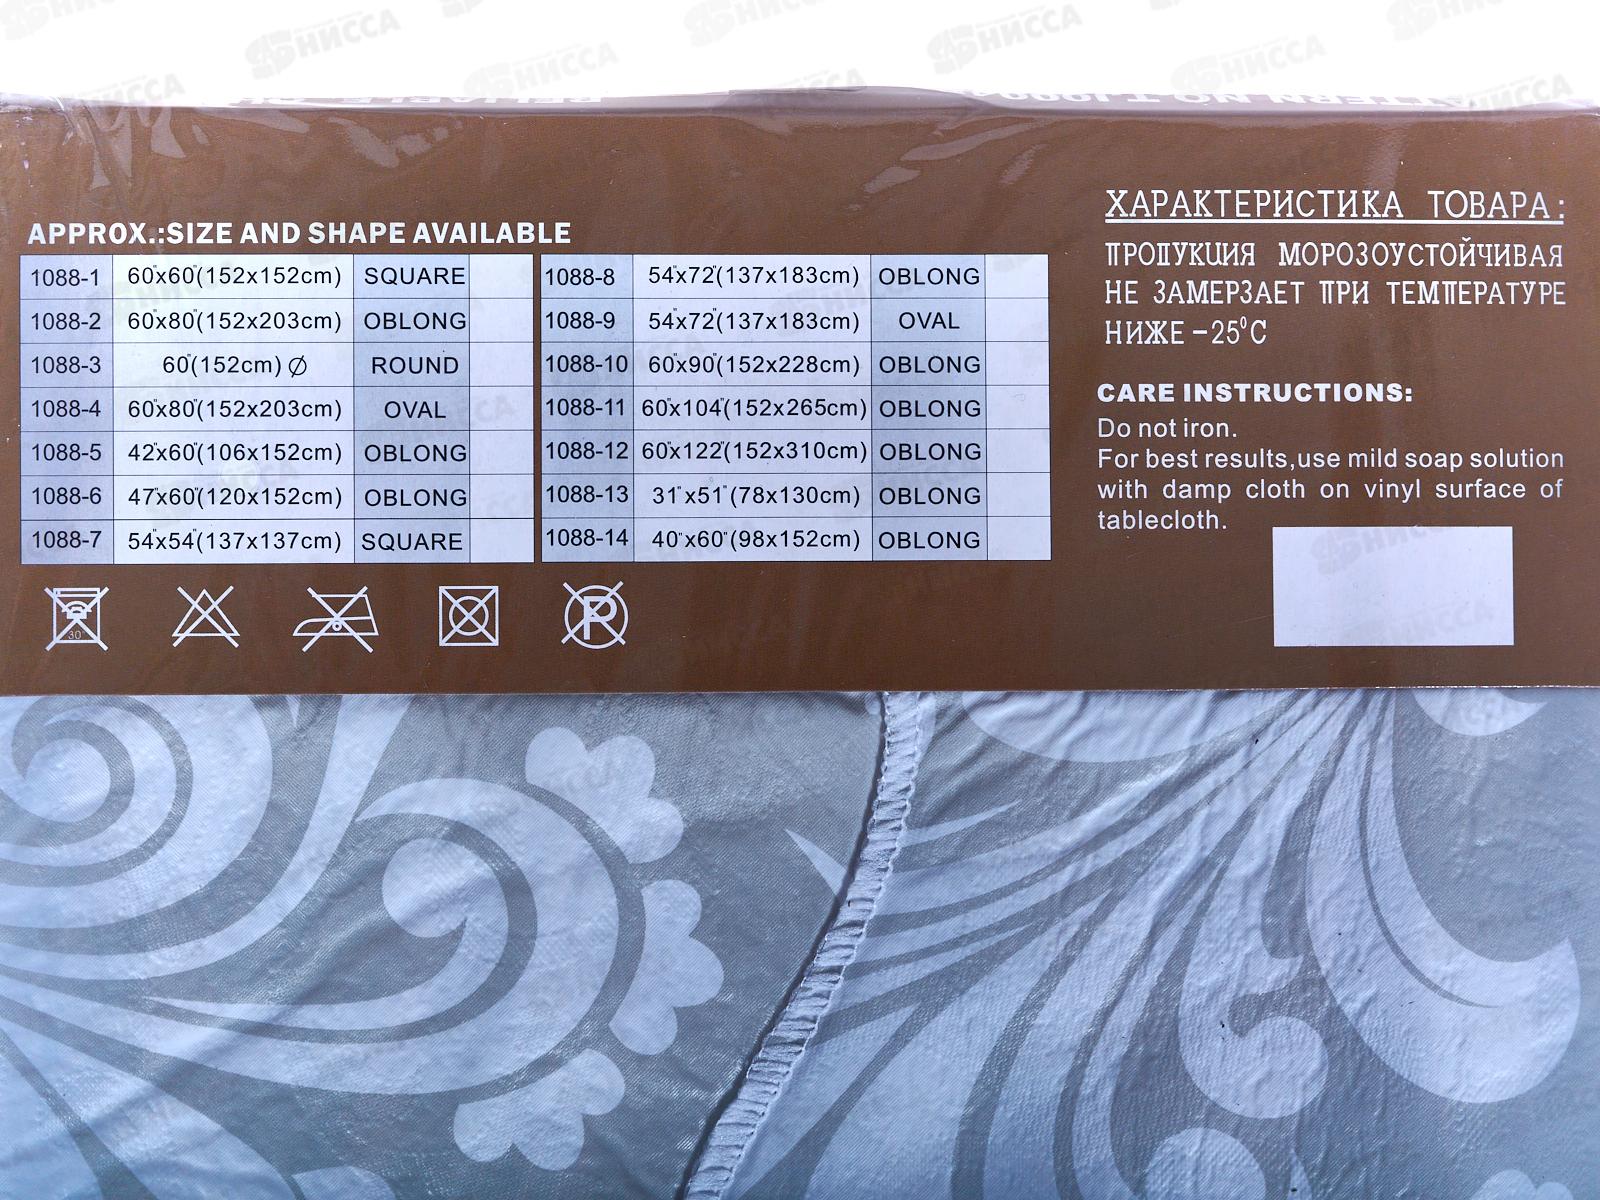 APPROX.:SIZE AND SHAPE AVAILABLE
1088-1 60"x60"(152x152cm) SQUARE
1088-2 60"x80"(152x203cm) OBLONG
1088-3 60"(152cm) Ø ROUND
1088-4 60"x80"(152x203cm) OVAL
1088-5 42"x60"(106x152cm) OBLONG
1088-6 47"x60"(120x152cm) OBLONG
1088-7 54"x54"(137x137cm) SQUARE
1088-8 54"x72"(137x183cm) OBLONG
1088-9 54"x72"(137x183cm) OVAL
1088-10 60"x90"(152x228cm) OBLONG
1088-11 60"x104"(152x265cm) OBLONG
1088-12 60"x122"(152x310cm) OBLONG
1088-13 31"x51"(78x130cm) OBLONG
1088-14 40"x60"(98x152cm) OBLONG
30
P
ХАРАКТЕРИСТИКА ТОВАРА:
ПРОПУКЦИЯ МОРОЗОУСТОЙЧИВАЯ
НЕ ЗАМЕРЗАЕТ ПРИ ТЕМПЕРАТУРЕ
НИЖЕ -25⁰С
CARE INSTRUCTIONS:
Do not iron.
For best results,use mild soap solution
with damp cloth on vinyl surface of
tablecloth.
НИССА